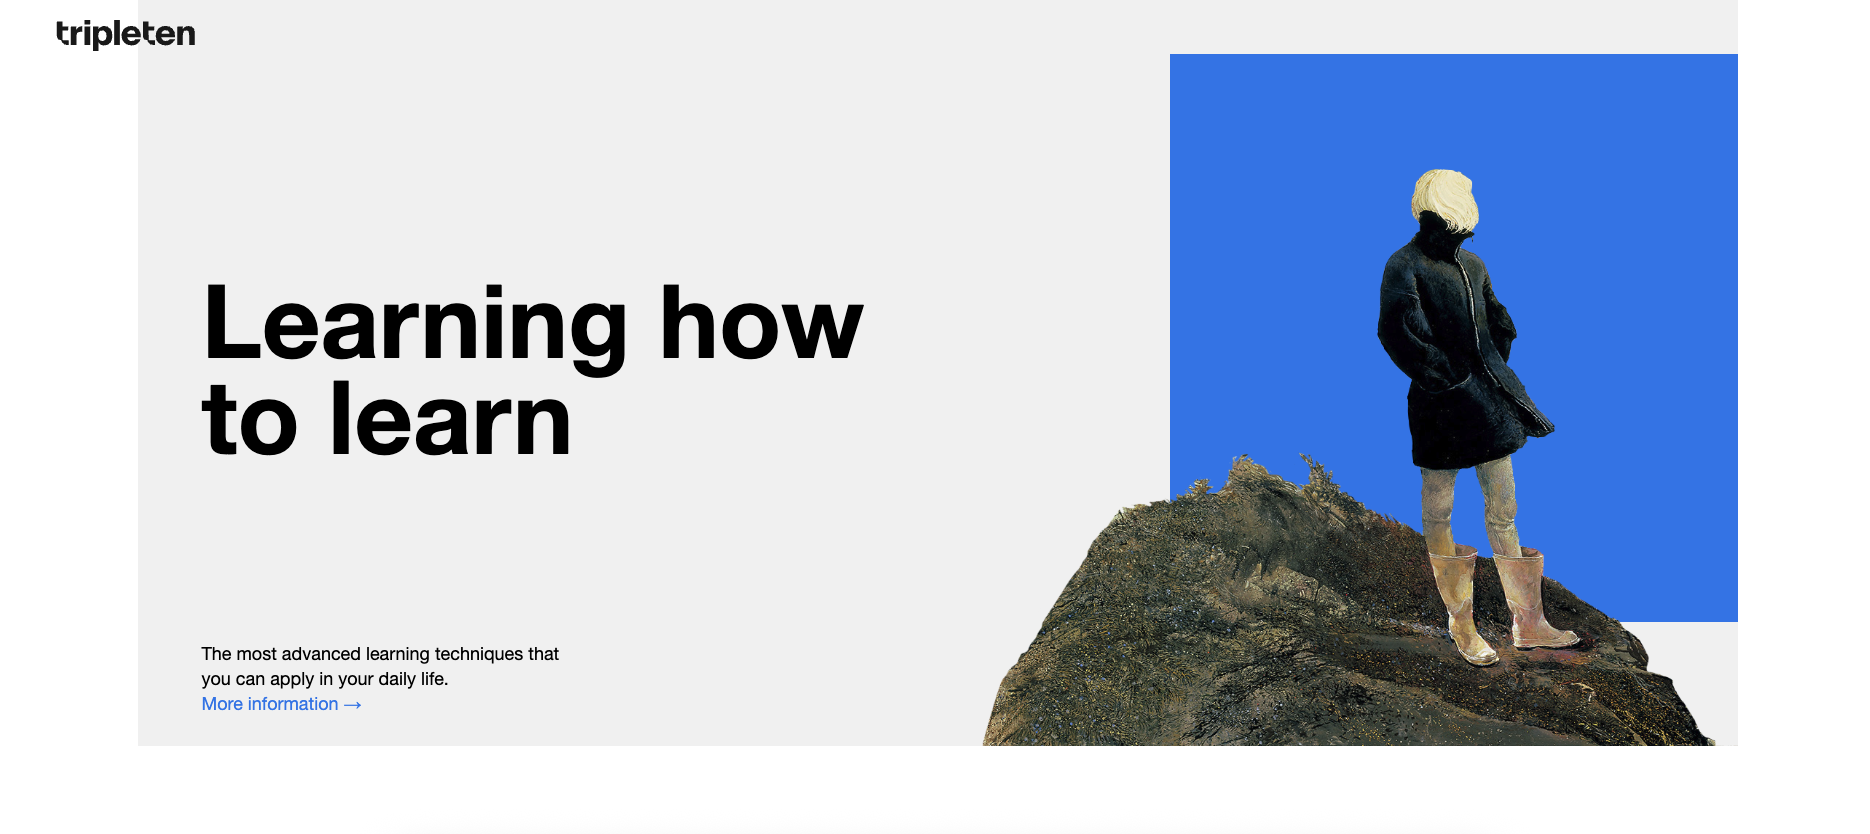 tripleten
Learning how
to learn
The most advanced learning techniques that
you can apply in your daily life.
More information →